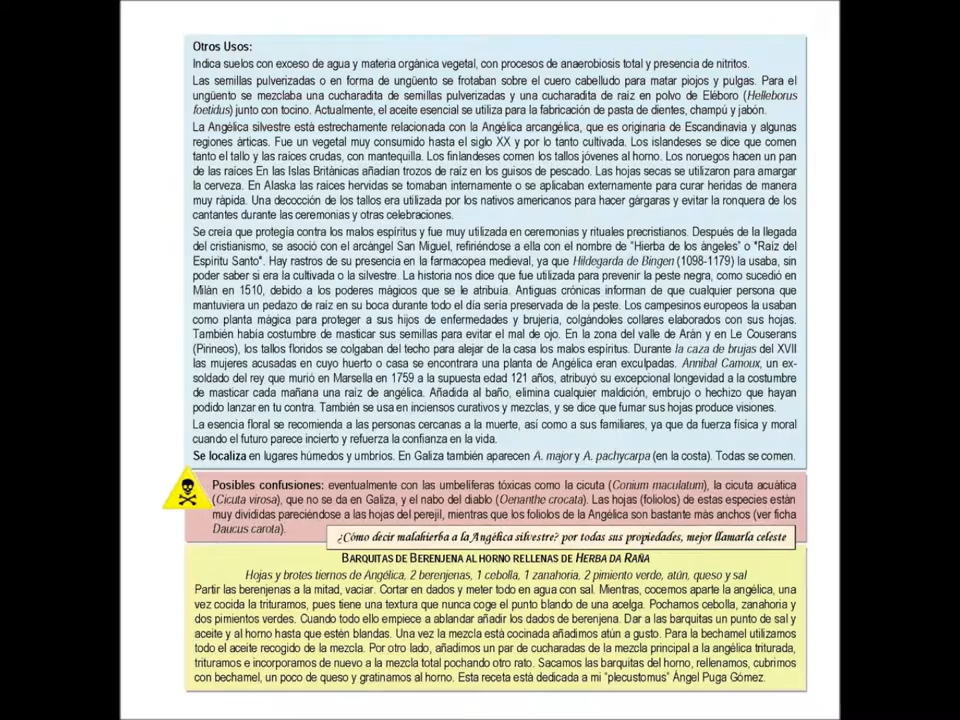 Otros Usos:
Indica suelos con exceso de agua y materia orgánica vegetal, con procesos de anaerobiosis total y presencia de nitritos.
Las semillas pulverizadas o en forma de ungüento se frotaban sobre el cuero cabelludo para matar piojos y pulgas. Para el
ungüento se mezclaba una cucharadita de semillas pulverizadas y una cucharadita de raíz en polvo de Eléboro (Helleborus
foetidus) junto con tocino. Actualmente, el aceite esencial se utiliza para la fabricación de pasta de dientes, champú y jabón.
La Angélica silvestre está estrechamente relacionada con la Angélica arcangélica, que es originaria de Escandinavia y algunas
regiones árticas. Fue un vegetal muy consumido hasta el siglo XX y por lo tanto cultivada. Los islandeses se dice que comen
tanto el tallo y las raíces crudas, con mantequilla. Los finlandeses comen los tallos jóvenes al horno. Los noruegos hacen un pan
de las raíces En las Islas Británicas añadían trozos de raíz en los guisos de pescado. Las hojas secas se utilizaron para amargar
la cerveza. En Alaska las raíces hervidas se tomaban internamente o se aplicaban externamente para curar heridas de manera
muy rápida. Una decocción de los tallos era utilizada por los nativos americanos para hacer gárgaras y evitar la ronquera de los
cantantes durante las ceremonias y otras celebraciones.
Se creía que protegía contra los malos espíritus y fue muy utilizada en ceremonias y rituales precristianos. Después de la llegada
del cristianismo, se asoció con el arcángel San Miguel, refiriéndose a ella con el nombre de "Hierba de los ángeles" o "Raíz del
Espíritu Santo". Hay rastros de su presencia en la farmacopea medieval, ya que Hildegarda de Bingen (1098-1179) la usaba, sin
poder saber si era la cultivada o la silvestre. La historia nos dice que fue utilizada para prevenir la peste negra, como sucedió en
Milán en 1510, debido a los poderes mágicos que se le atribuía. Antiguas crónicas informan de que cualquier persona que
mantuviera un pedazo de raíz en su boca durante todo el día sería preservada de la peste. Los campesinos europeos la usaban
como planta mágica para proteger a sus hijos de enfermedades y brujería, colgándoles collares elaborados con sus hojas.
También había costumbre de masticar sus semillas para evitar el mal de ojo. En la zona del valle de Arán y en Le Couserans
(Pirineos), los tallos floridos se colgaban del techo para alejar de la casa los malos espíritus. Durante la caza de brujas del XVII
las mujeres acusadas en cuyo huerto o casa se encontrara una planta de Angélica eran exculpadas. Annibal Camoux, un ex-
soldado del rey que murió en Marsella en 1759 a la supuesta edad 121 años, atribuyó su excepcional longevidad a la costumbre
de masticar cada mañana una raíz de angélica. Añadida al baño, elimina cualquier maldición, embrujo o hechizo que hayan
podido lanzar en tu contra. También se usa en inciensos curativos y mezclas, y se dice que fumar sus hojas produce visiones.
La esencia floral se recomienda a las personas cercanas a la muerte, así como a sus familiares, ya que da fuerza física y moral
cuando el futuro parece incierto y refuerza la confianza en la vida.
Se localiza en lugares húmedos y umbríos. En Galiza también aparecen A. major y A. pachycarpa (en la costa). Todas se comen.
Posibles confusiones: eventualmente con las umbelíferas tóxicas como la cicuta (Conium maculatum), la cicuta acuática
(Cicuta virosa), que no se da en Galiza, y el nabo del diablo (Oenanthe crocata). Las hojas (foliolos) de estas especies están
muy divididas pareciéndose a las hojas del perejil, mientras que los foliolos de la Angélica son bastante más anchos (ver ficha
Daucus carota).
¿Cómo decir malahierba a la Angélica silvestre? por todas sus propiedades, mejor llamarla celeste
BARQUITAS DE BERENJENA AL HORNO RELLENAS DE HERBA DA RAÑA
Hojas y brotes tiernos de Angélica, 2 berenjenas, 1 cebolla, 1 zanahoria, 2 pimiento verde, atún, queso y sal
Partir las berenjenas a la mitad, vaciar. Cortar en dados y meter todo en agua con sal. Mientras, cocemos aparte la angélica, una
vez cocida la trituramos, pues tiene una textura que nunca coge el punto blando de una acelga. Pochamos cebolla, zanahoria y
dos pimientos verdes. Cuando todo ello empiece a ablandar añadir los dados de berenjena. Dar a las barquitas un punto de sal y
aceite y al horno hasta que estén blandas. Una vez la mezcla está cocinada añadimos atún a gusto. Para la bechamel utilizamos
todo el aceite recogido de la mezcla. Por otro lado, añadimos un par de cucharadas de la mezcla principal a la angélica triturada,
trituramos e incorporamos de nuevo a la mezcla total pochando otro rato. Sacamos las barquitas del horno, rellenamos, cubrimos
con bechamel, un poco de queso y gratinamos al horno. Esta receta está dedicada a mi "plecustomus" Ángel Puga Gómez.